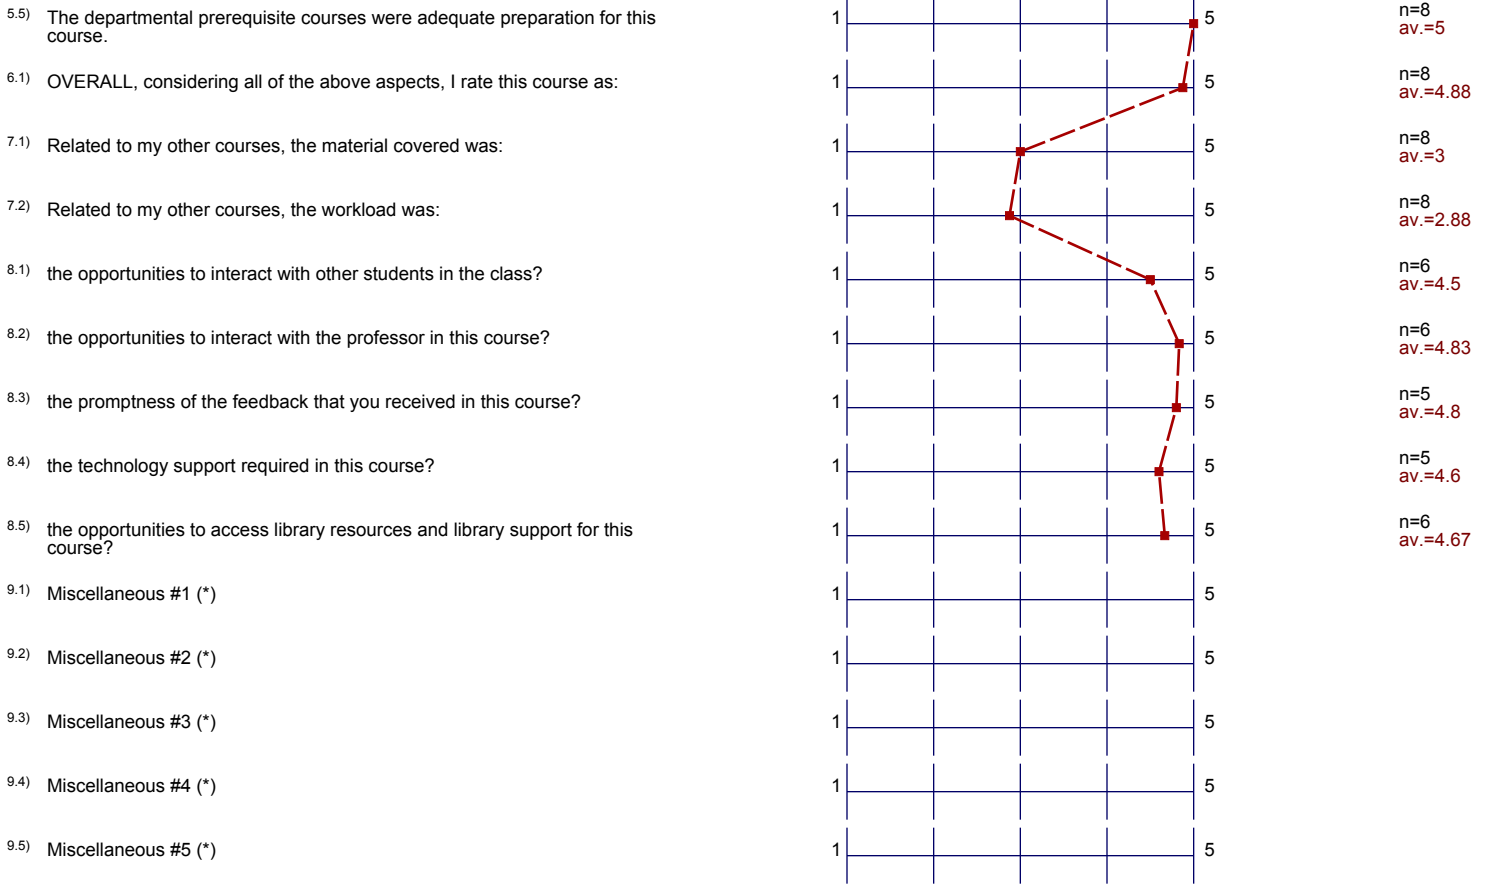 5.5) The departmental prerequisite courses were adequate preparation for this
course.
1 5
n=8
av.=5
6.1) OVERALL, considering all of the above aspects, I rate this course as:
1 5
n=8
av.=4.88
7.1) Related to my other courses, the material covered was:
1 5
n=8
av.=3
7.2) Related to my other courses, the workload was:
1 5
n=8
av.=2.88
8.1) the opportunities to interact with other students in the class?
1 5
n=6
av.=4.5
8.2) the opportunities to interact with the professor in this course?
1 5
n=6
av.=4.83
8.3) the promptness of the feedback that you received in this course?
1 5
n=5
av.=4.8
8.4) the technology support required in this course?
1 5
n=5
av.=4.6
8.5) the opportunities to access library resources and library support for this
course?
1 5
n=6
av.=4.67
9.1) Miscellaneous #1 (*)
1 5
9.2) Miscellaneous #2 (*)
1 5
9.3) Miscellaneous #3 (*)
1 5
9.4) Miscellaneous #4 (*)
1 5
9.5) Miscellaneous #5 (*)
1 5